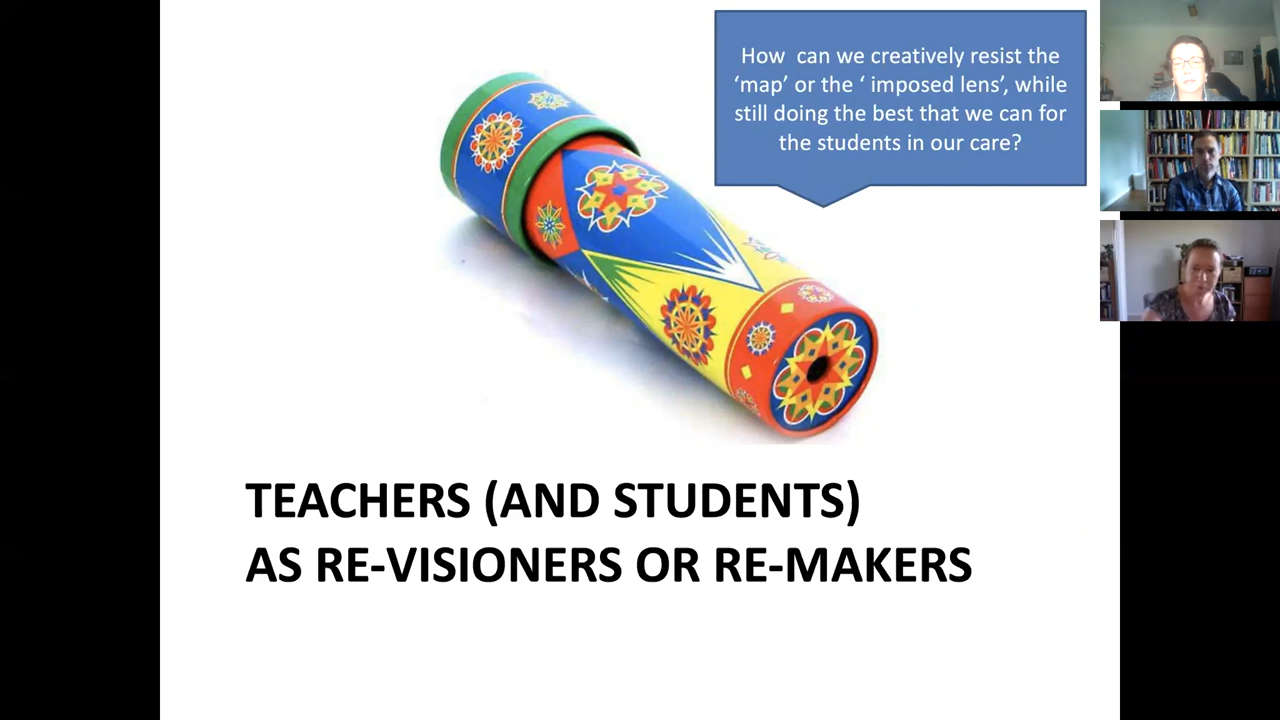 How  can we creatively resist the
‘map’ or the ‘ imposed lens’, while
still doing the best that we can for
the students in our care?
TEACHERS (AND STUDENTS)
AS RE-VISIONERS OR RE-MAKERS